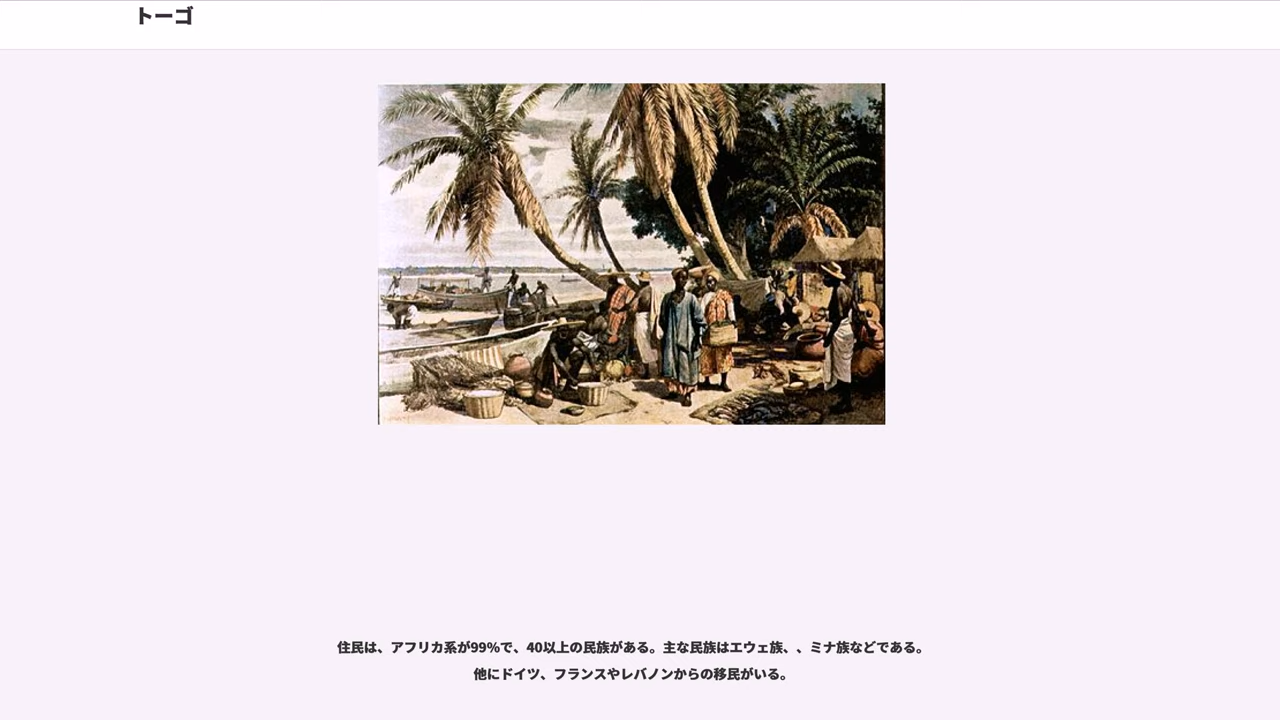 トーゴ
住民は、アフリカ系が99%で、40以上の民族がある。主な民族はエウェ族、、ミナ族などである。
他にドイツ、フランスやレバノンからの移民がいる。